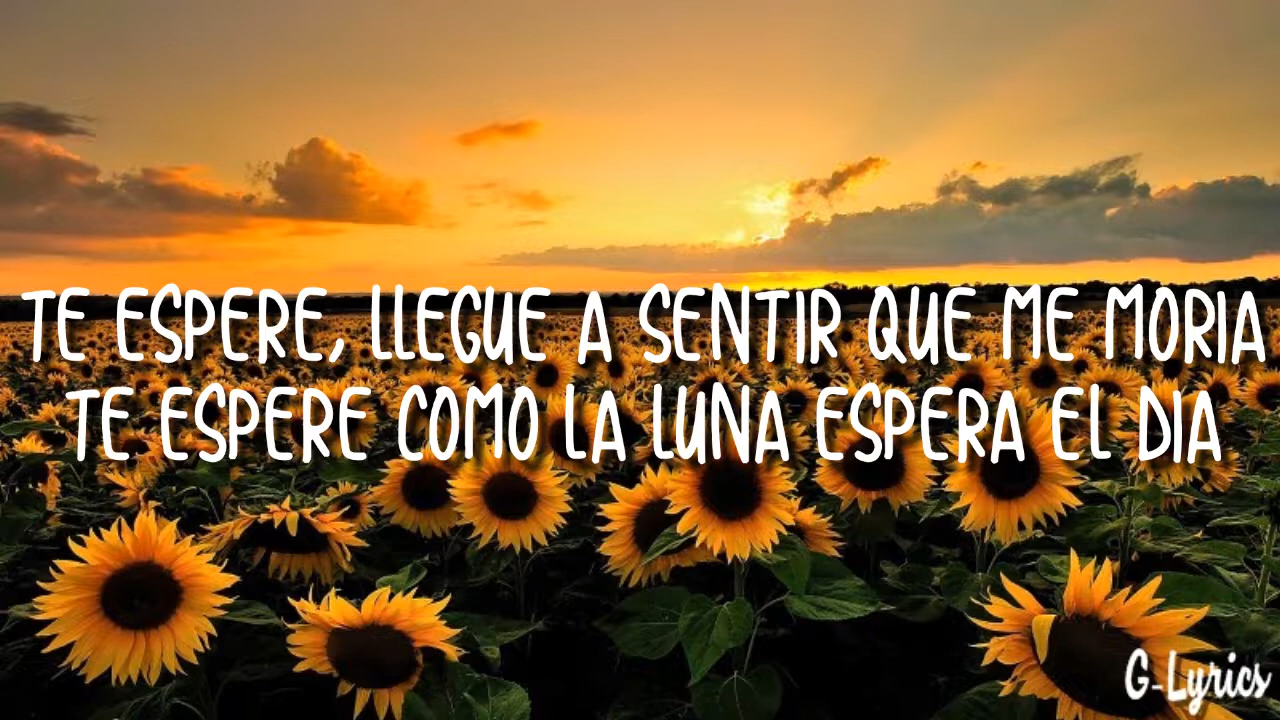 TE ESPERE, LLEGUE A SENTIR QUE ME MORIA
TE ESPERE COMO LA LUNA ESPERA EL DIA
G-Lyrics